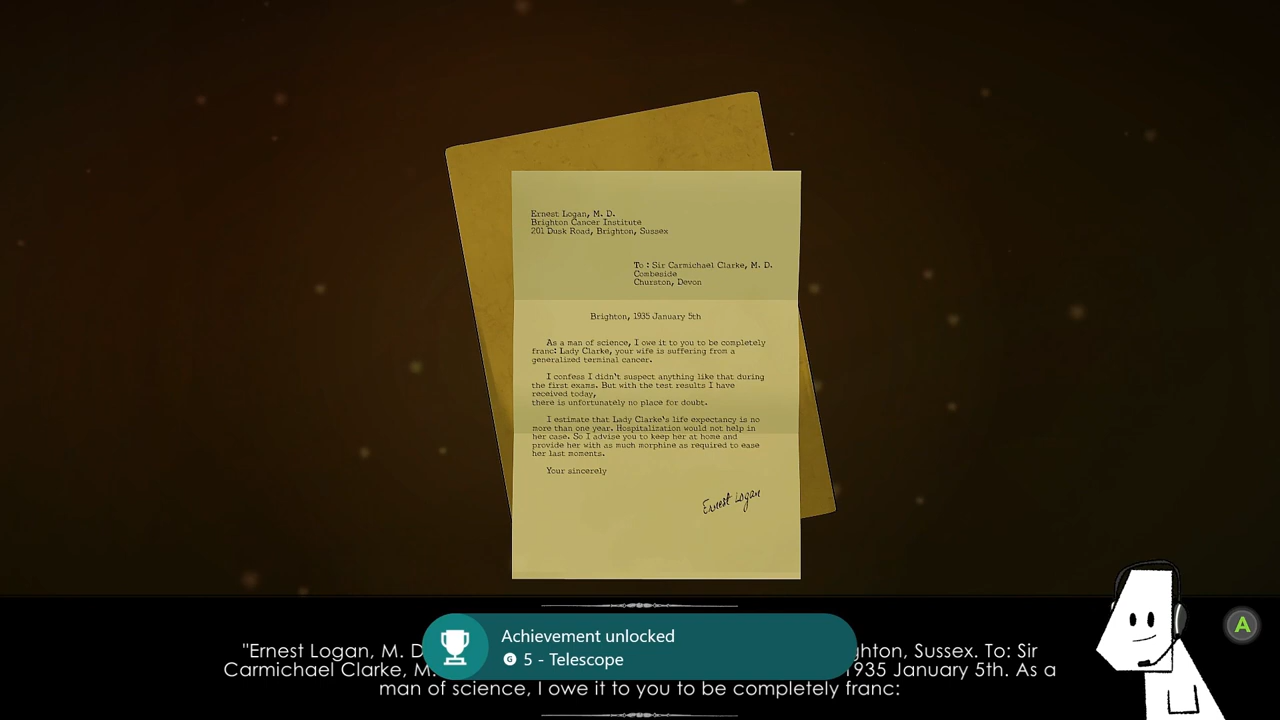 Ernest Logan, M. D.
Brighton Cancer Institute
201 Dusk Road, Brighton, Sussex
To : Sir Carmichael Clarke, M. D.
Combeside
Churston, Devon
Brighton, 1935 January 5th
As a man of science, I owe it to you to be completely
franc: Lady Clarke, your wife is suffering from a
generalized terminal cancer.
I confess I didn't suspect anything like that during
the first exams. But with the test results I have
received today,
there is unfortunately no place for doubt.
I estimate that Lady Clarke's life expectancy is no
more than one year. Hospitalization would not help in
her case. So I advise you to keep her at home and
provide her with as much morphine as required to ease
her last moments.
Your sincerely
Ernest Logan
Achievement unlocked
G 5 - Telescope
"Ernest Logan, M. D ghton, Sussex. To: Sir
Carmichael Clarke, M. 1935 January 5th. As a
man of science, I owe it to you to be completely franc:
A